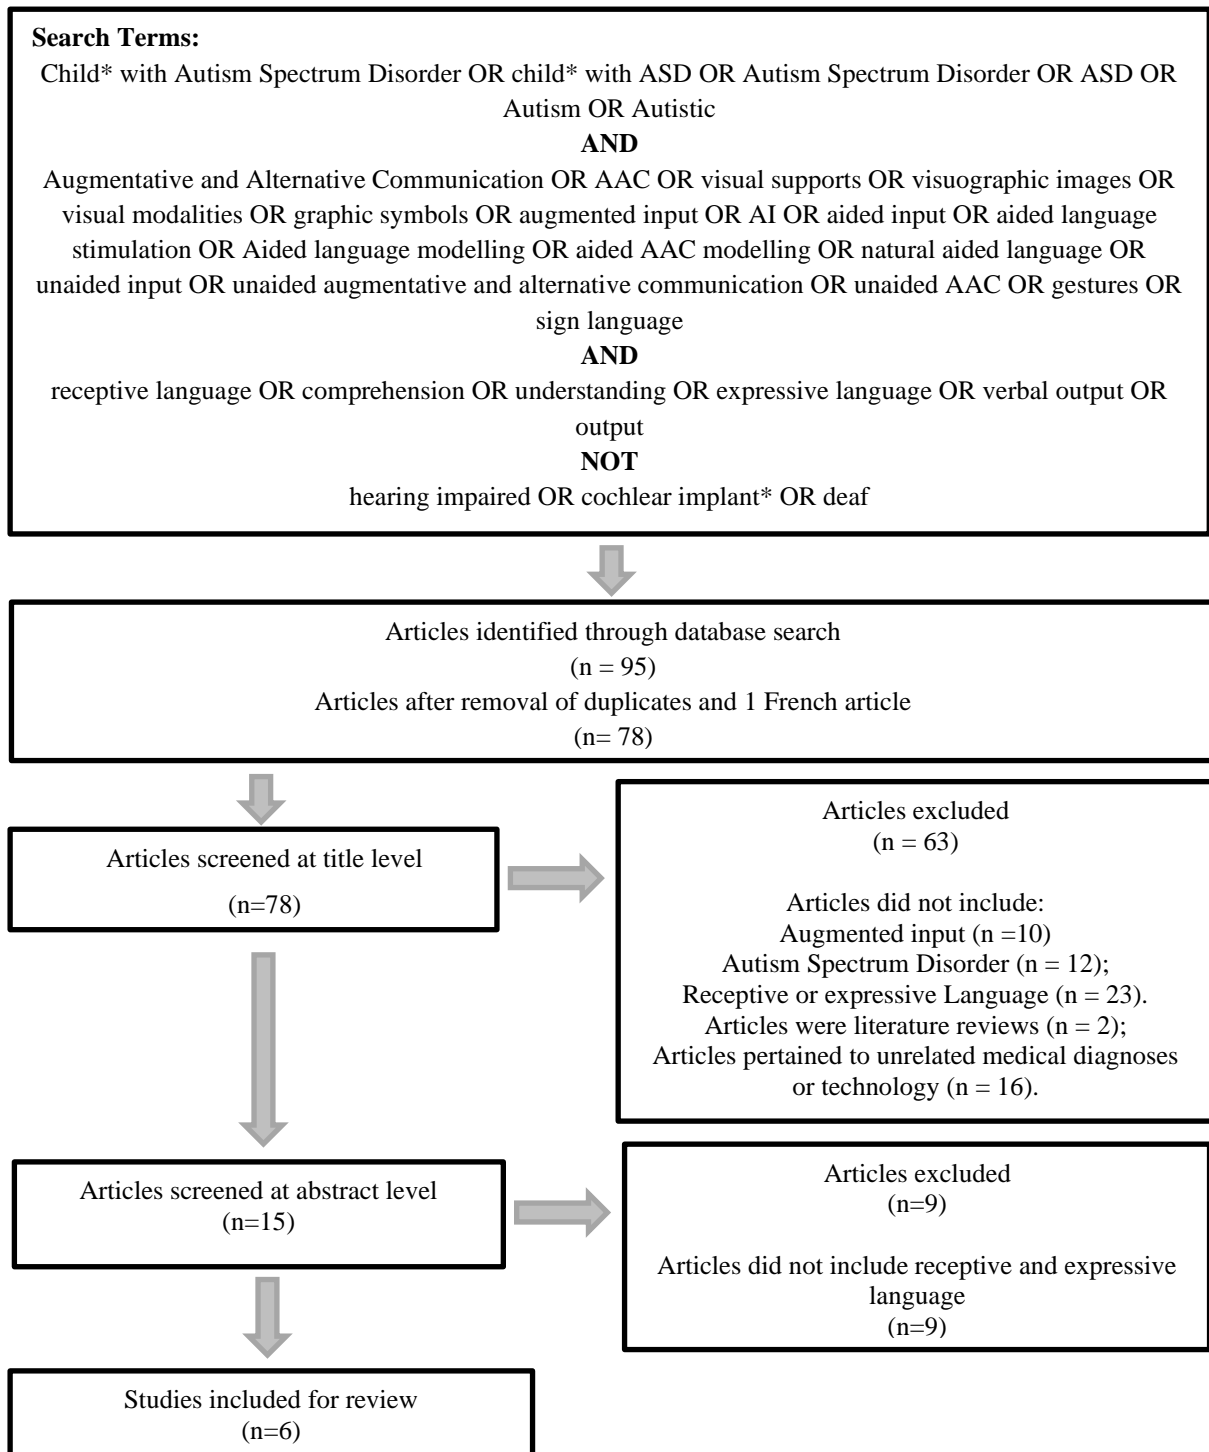 Search Terms:
Child* with Autism Spectrum Disorder OR child* with ASD OR Autism Spectrum Disorder OR ASD OR
Autism OR Autistic
AND
Augmentative and Alternative Communication OR AAC OR visual supports OR visuographic images OR
visual modalities OR graphic symbols OR augmented input OR AI OR aided input OR aided language
stimulation OR Aided language modelling OR aided AAC modelling OR natural aided language OR
unaided input OR unaided augmentative and alternative communication OR unaided AAC OR gestures OR
sign language
AND
receptive language OR comprehension OR understanding OR expressive language OR verbal output OR
output
NOT
hearing impaired OR cochlear implant* OR deaf
Articles identified through database search
(n = 95)
Articles after removal of duplicates and 1 French article
(n= 78)
Articles screened at title level
(n=78)
Articles excluded
(n = 63)
Articles did not include:
Augmented input (n =10)
Autism Spectrum Disorder (n = 12);
Receptive or expressive Language (n = 23).
Articles were literature reviews (n = 2);
Articles pertained to unrelated medical diagnoses
or technology (n = 16).
Articles screened at abstract level
(n=15)
Articles excluded
(n=9)
Articles did not include receptive and expressive
language
(n=9)
Studies included for review
(n=6)